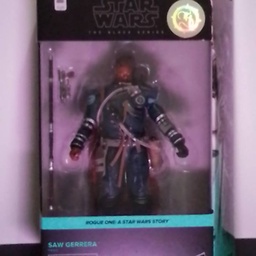 STAR
WARS
THE BLACK SERIES
ROGUE ONE: A STAR WARS STORY
SAW GERRERA